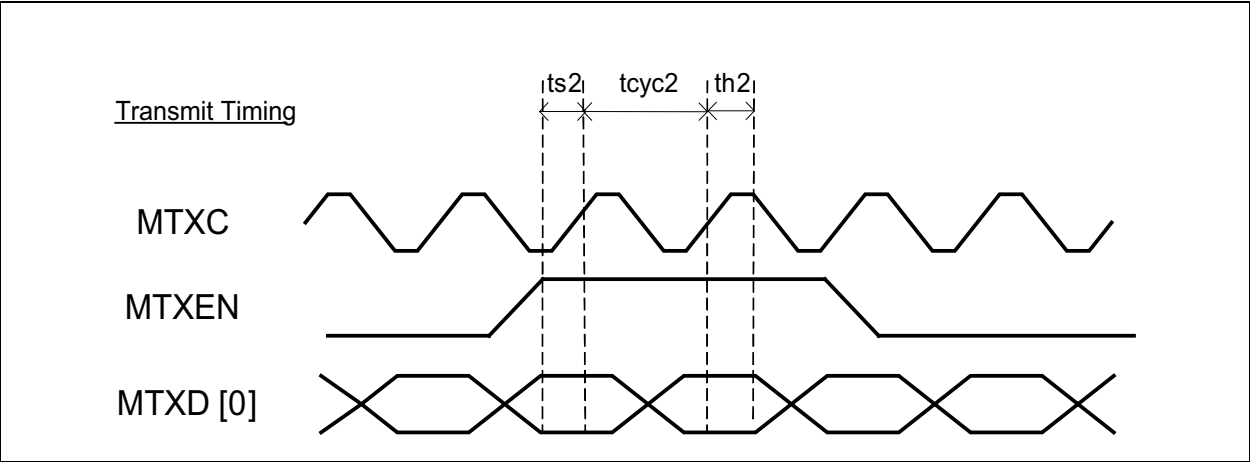 ts2 tcyc2 th2
Transmit Timing
MTXC
MTXEN
MTXD [0]